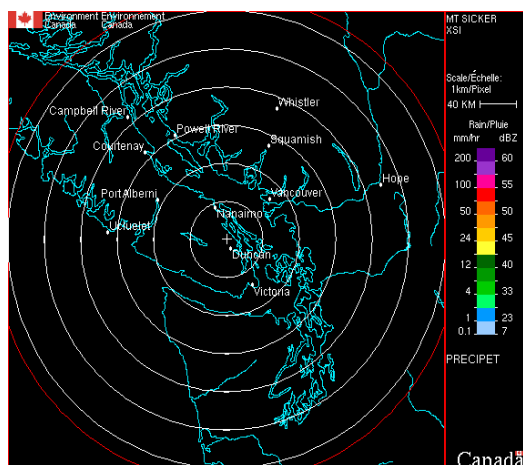 Environment Environnement
Canada Canada
MT SICKER
XSI
Scale/Échelle:
1km/Pixel
40 KM
Rain/Pluie
mm/hr dBZ
200 60
100 55
50 50
24 45
12 40
4 33
1 23
0.1 7
PRECIPET
Canada
Whistler
Campbell River
Powell River
Courtenay
Squamish
Hope
Port Alberni
Vancouver
Nanaimo
Ucluelet
Duncan
Victoria